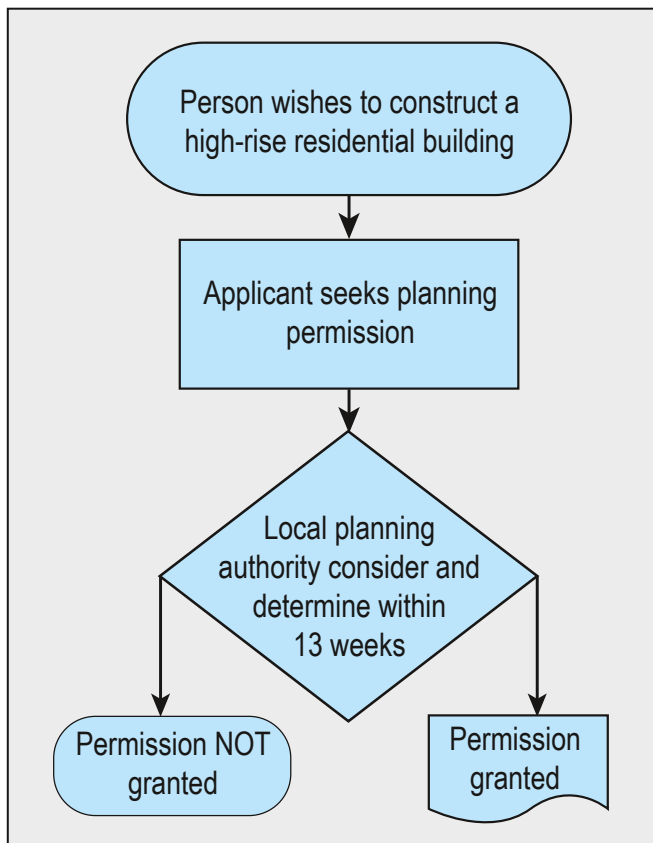 Person wishes to construct a
high-rise residential building
Applicant seeks planning
permission
Local planning
authority consider and
determine within
13 weeks
Permission NOT
granted
Permission
granted